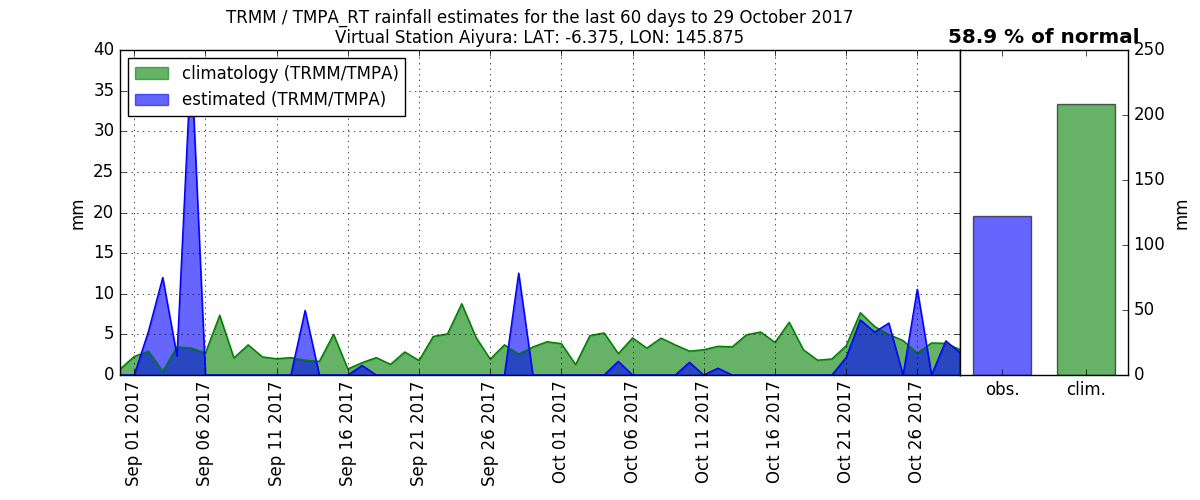 TRMM / TMPA_RT rainfall estimates for the last 60 days to 29 October 2017
Virtual Station Aiyura: LAT: -6.375, LON: 145.875
58.9 % of normal
climatology (TRMM/TMPA)
estimated (TRMM/TMPA)
40
35
30
25
20
15
10
5
0
mm
250
200
150
100
50
0
mm
Sep 01 2017
Sep 06 2017
Sep 11 2017
Sep 16 2017
Sep 21 2017
Sep 26 2017
Oct 01 2017
Oct 06 2017
Oct 11 2017
Oct 16 2017
Oct 21 2017
Oct 26 2017
obs.
clim.